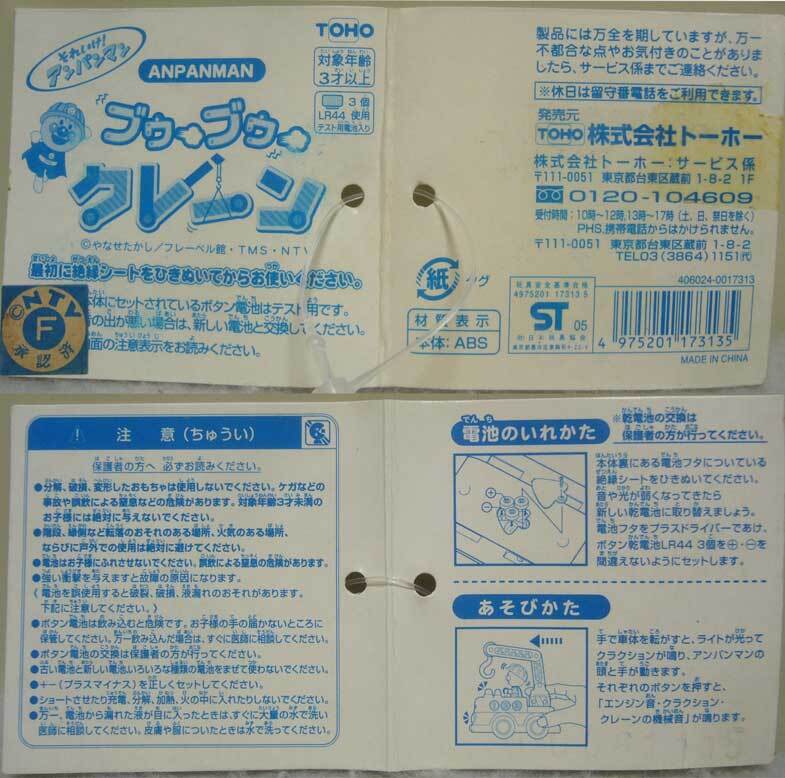 それいけ!
アンパンマン
ANPANMAN
TOHO
対象年齢
3才以上
3個
LR44 使用
テスト用電池入り
ブゥーブゥー
クレーン
©やなせたかし/フレーベル館・TMS・NTV
最初に絶縁シートをひきぬいてからお使いください。
体にセットされているボタン電池はテスト用です。
の出が悪い場合は、新しい電池と交換してください。
面の注意表示をお読みください。
©NTV
F
承認済
製品には万全を期していますが、万一
不都合な点やお気付きのことがありま
したら、サービス係までご連絡ください。
※休日は留守番電話をご利用できます。
発売元
TOHO 株式会社トーホー
株式会社トーホー:サービス係
〒111-0051 東京都台東区蔵前 1-8-2 1F
0120-104609
受付時間:10時〜12時,13時〜17時(土、日、祭日を除く)
PHS,携帯電話からはかけられません。
〒111-0051 東京都台東区蔵前 1-8-2
TEL03(3864)1151代
406024-0017313
紙 タグ
材質表示
本体:ABS
玩具安全基準合格
4975201 17313 5
ST 05
(社)日本玩具協会
4 975201 173135
MADE IN CHINA
注意(ちゅうい)
保護者の方へ 必ずお読みください。
●分解、破損、変形したおもちゃは使用しないでください。ケガなどの
事故や誤飲による窒息などの危険があります。対象年齢3才未満の
お子様には絶対に与えないでください。
●階段、縁側など転落のおそれのある場所、火気のある場所、
ならびに戸外での使用は絶対に避けてください。
●電池はお子様にふれさせないでください。誤飲による窒息の危険があります。
●強い衝撃を与えますと故障の原因になります。
《電池を誤使用すると破裂、破損、液漏れのおそれがあります。
下記に注意してください。》
●ボタン電池は飲み込むと危険です。お子様の手の届かないところに
保管してください。万一飲み込んだ場合は、すぐに医師に相談してください。
●ボタン電池の交換は保護者の方が行ってください。
●古い電池と新しい電池いろいろな種類の電池をまぜて使わないでください。
●+−(プラスマイナス)を正しくセットしてください。
●ショートさせたり充電、分解、加熱、火の中に入れたりしないでください。
●万一、電池から漏れた液が目に入ったときは、すぐに大量の水で洗い
医師に相談してください。皮膚や服についたときは水で洗ってください。
電池のいれかた
※乾電池の交換は
保護者の方が行ってください。
本体裏にある電池フタについている
絶縁シートをひきぬいてください。
音や光が弱くなってきたら
新しい乾電池に取り替えましょう。
電池フタをプラスドライバーであけ、
ボタン乾電池LR44 3個を⊕・⊖を
間違えないようにセットします。
あそびかた
手で車体を転がすと、ライトが光って
クラクションが鳴り、アンパンマンの
頭と手が動きます。
それぞれのボタンを押すと、
「エンジン音・クラクション・
クレーンの機械音」が鳴ります。